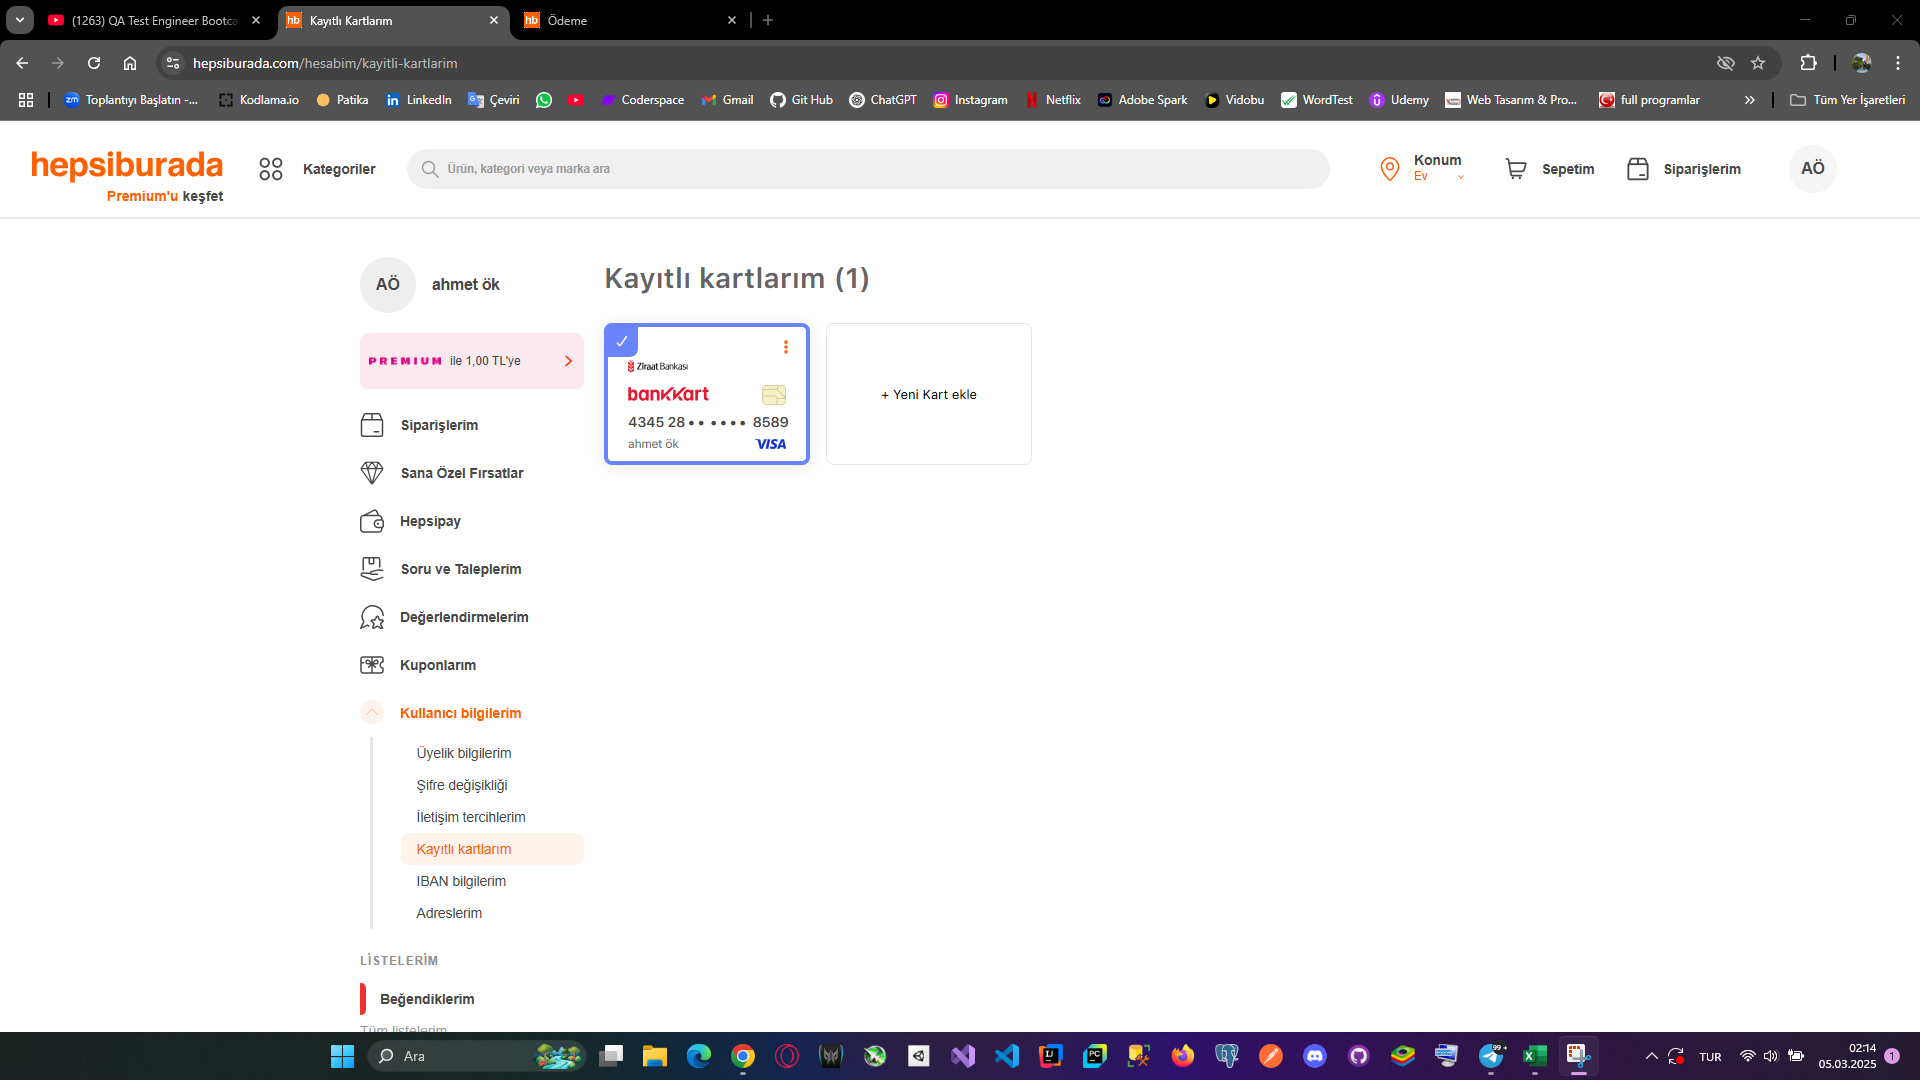 (1263) QA Test Engineer Bootca
Kayıtlı Kartlarım
Ödeme
hepsiburada.com/hesabim/kayitli-kartlarim
Toplantıyı Başlatın -...
Kodlama.io
Patika
LinkedIn
Çeviri
Coderspace
Gmail
Git Hub
ChatGPT
Instagram
Netflix
Adobe Spark
Vidobu
WordTest
Udemy
Web Tasarım & Pro...
full programlar
Tüm Yer İşaretleri
hepsiburada
Premium'u keşfet
Kategoriler
Ürün, kategori veya marka ara
Konum
Ev
Sepetim
Siparişlerim
AÖ
AÖ
ahmet ök
PREMIUM ile 1,00 TL'ye
Siparişlerim
Sana Özel Fırsatlar
Hepsipay
Soru ve Taleplerim
Değerlendirmelerim
Kuponlarım
Kullanıcı bilgilerim
Üyelik bilgilerim
Şifre değişikliği
İletişim tercihlerim
Kayıtlı kartlarım
IBAN bilgilerim
Adreslerim
LİSTELERİM
Beğendiklerim
Tüm listelerim
Kayıtlı kartlarım (1)
Ziraat Bankası
bankkart
4345 28•• •••• 8589
ahmet ök
VISA
+ Yeni Kart ekle
Ara
TUR
02:14
05.03.2025
1